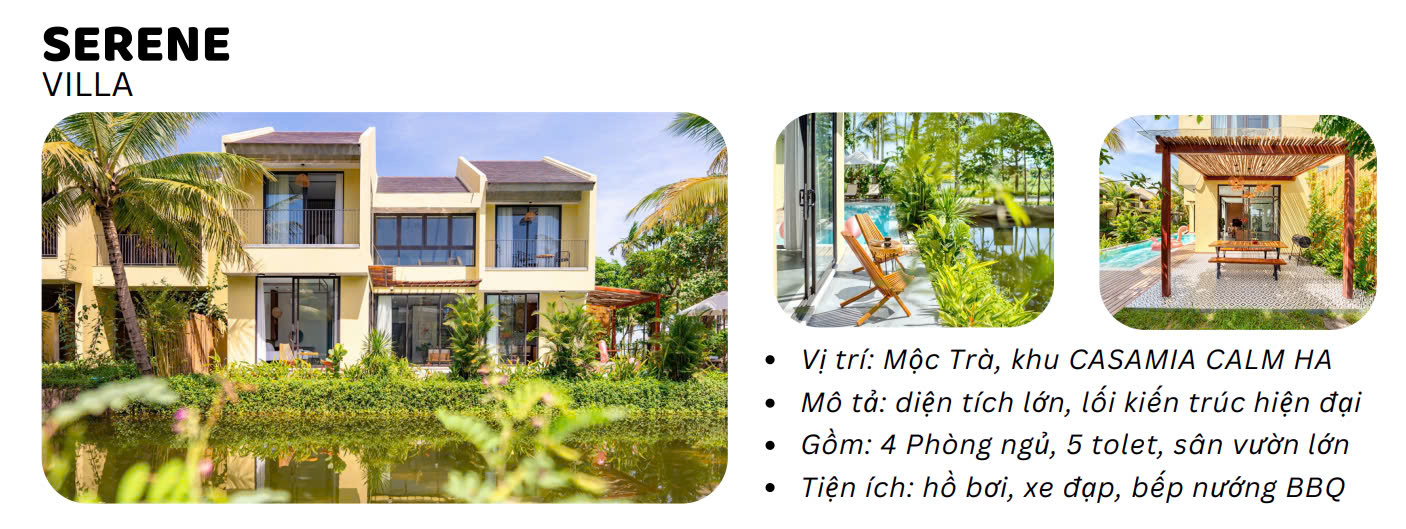 SERENE
VILLA
• Vị trí: Mộc Trà, khu CASAMIA CALM HA
• Mô tả: diện tích lớn, lối kiến trúc hiện đại
• Gồm: 4 Phòng ngủ, 5 tolet, sân vườn lớn
• Tiện ích: hồ bơi, xe đạp, bếp nướng BBQ